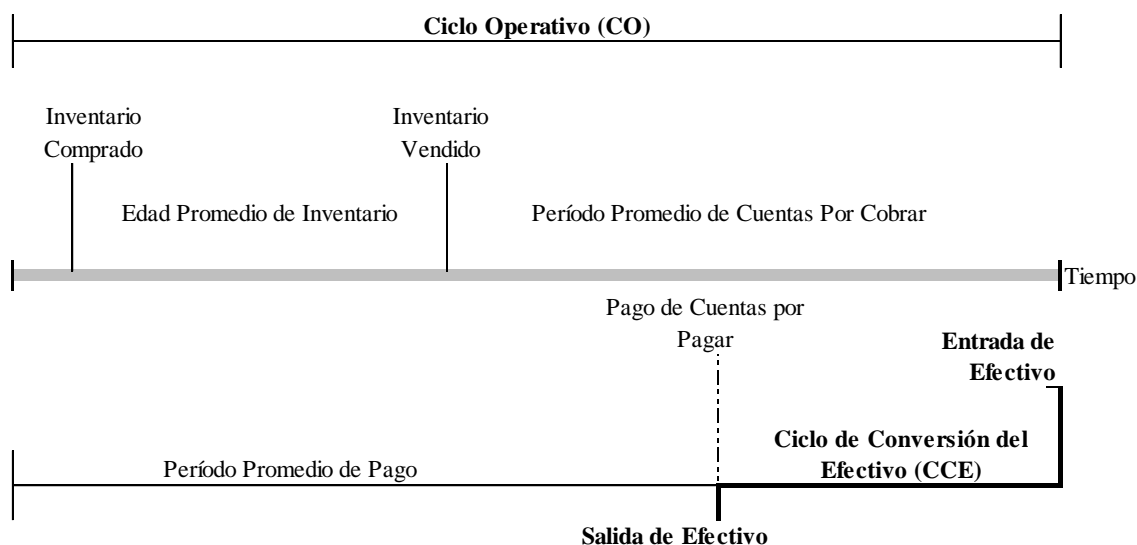 Ciclo Operativo (CO)
Inventario
Comprado
Inventario
Vendido
Edad Promedio de Inventario
Período Promedio de Cuentas Por Cobrar
Tiempo
Pago de Cuentas por
Pagar
Entrada de
Efectivo
Ciclo de Conversión del
Efectivo (CCE)
Período Promedio de Pago
Salida de Efectivo